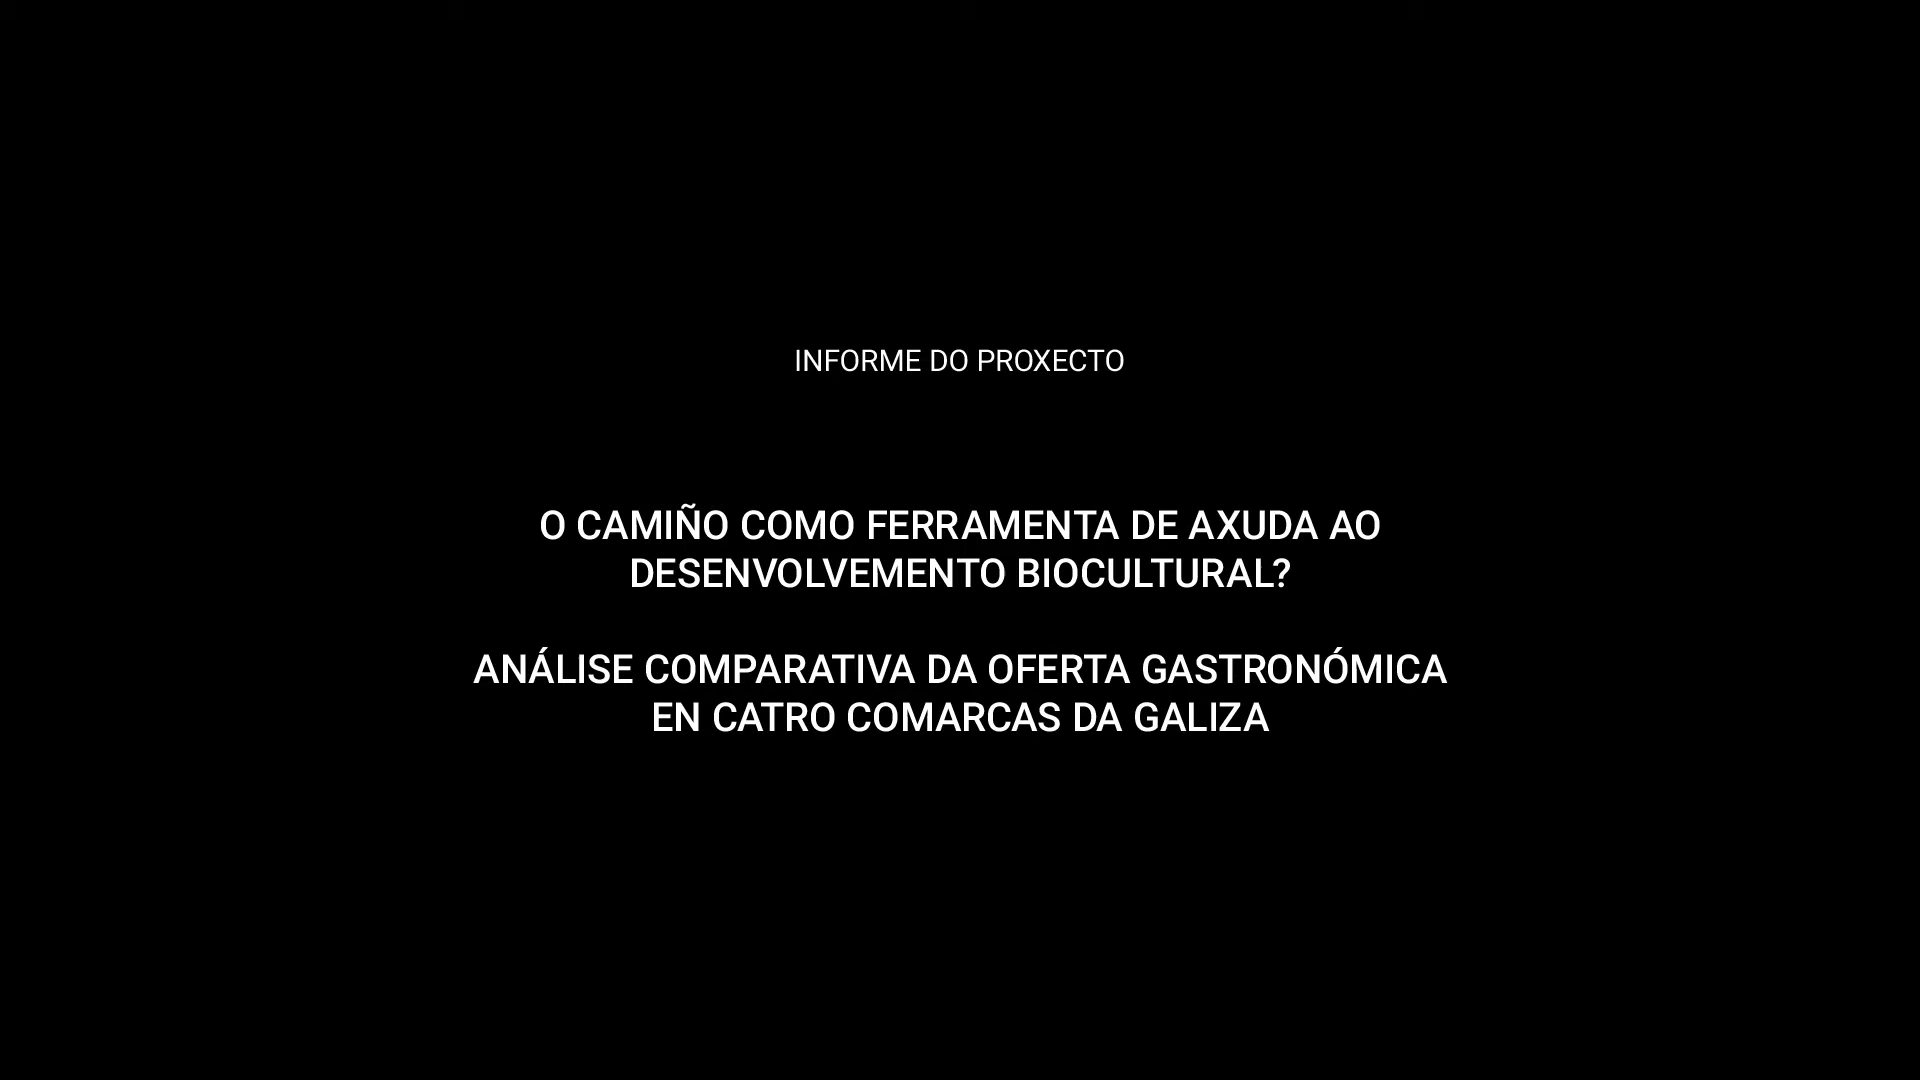 INFORME DO PROXECTO
O CAMIÑO COMO FERRAMENTA DE AXUDA AO
DESENVOLVEMENTO BIOCULTURAL?
ANÁLISE COMPARATIVA DA OFERTA GASTRONÓMICA
EN CATRO COMARCAS DA GALIZA